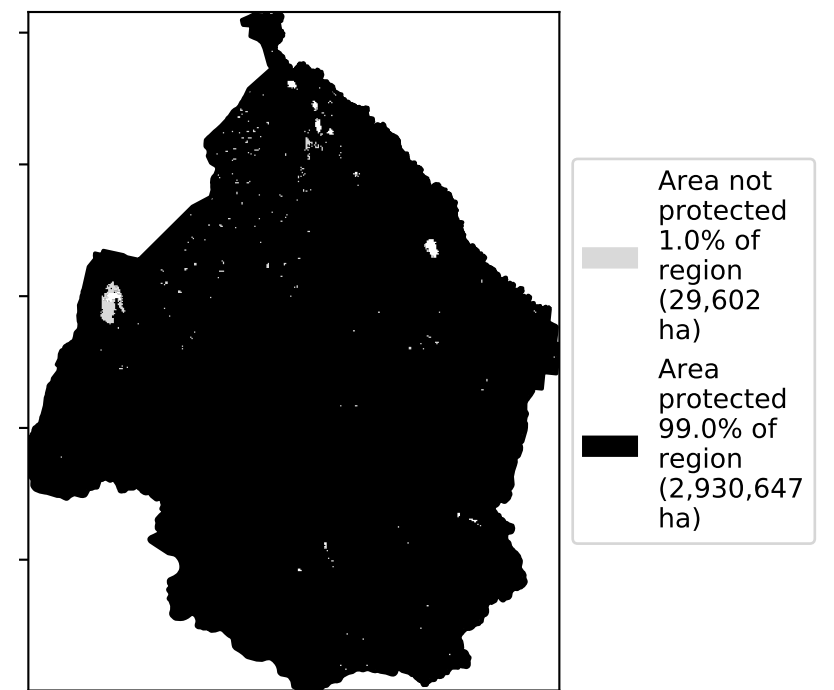 Area not
protected
1.0% of
region
(29,602
ha)
Area
protected
99.0% of
region
(2,930,647
ha)